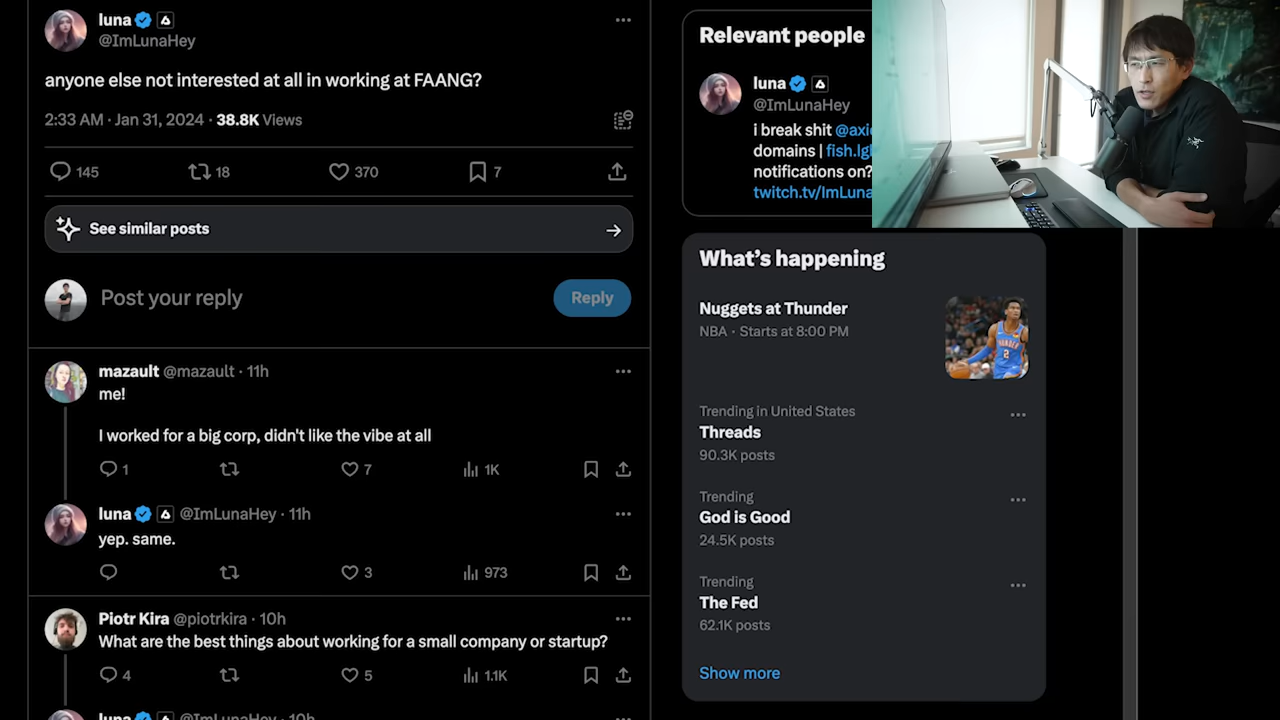 luna
@ImLunaHey
anyone else not interested at all in working at FAANG?
2:33 AM · Jan 31, 2024 · 38.8K Views
145 18 370 7
See similar posts
Post your reply
Reply
mazault @mazault · 11h
me!
I worked for a big corp, didn't like the vibe at all
1 7 1K
luna @ImLunaHey · 11h
yep. same.
3 973
Piotr Kira @piotrkira · 10h
What are the best things about working for a small company or startup?
4 5 1.1K
luna @ImLunaHey · 10h
Relevant people
luna
@ImLunaHey
i break shit
domains |
notifications on?
What's happening
Nuggets at Thunder
NBA · Starts at 8:00 PM
THUNDER
2
Trending in United States
Threads
90.3K posts
Trending
God is Good
24.5K posts
Trending
The Fed
62.1K posts
Show more